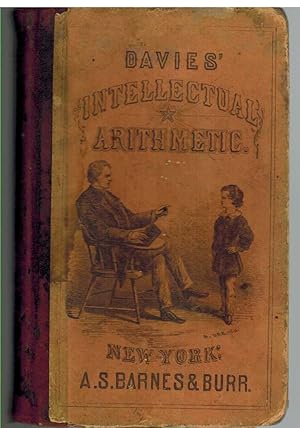 DAVIES'
INTELLECTUAL
ARITHMETIC.
NEW-YORK:
A.S. BARNES & BURR.